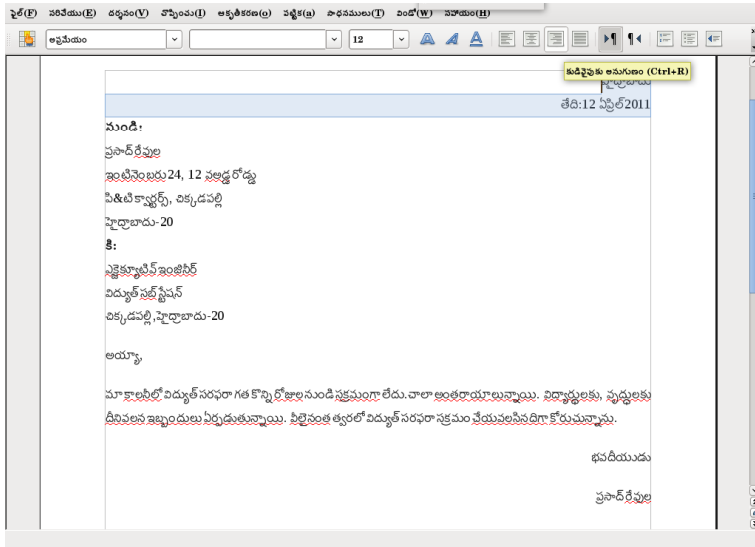 ఫైల్(F) సరిచేయు(E) దర్శనం(V) చొప్పించు(I) ఆకృతీకరణ(o) పట్టిక(a) సాధనములు(T) విండో(W) సహాయం(H)
అప్రమేయం 12
కుడివైపుకు అనుగుణం (Ctrl+R)
హైద్రాబాదు
తేది:12 ఏప్రిల్2011
నుండి:
ప్రసాద్‌రేవుల
ఇంటినెంబరు24, 12 వఅడ్డరోడ్డు
పి&టి క్వార్టర్స్, చిక్కడపల్లి
హైద్రాబాదు-20
కి:
ఎక్జెక్యూటివ్ ఇంజినీర్
విద్యుత్ సబ్‌స్టేషన్
చిక్కడపల్లి,హైద్రాబాదు-20
అయ్యా,
మా కాలనీలో విద్యుత్ సరఫరా గత కొన్ని రోజుల నుండి సక్రమంగా లేదు.చాలా అంతరాయాలున్నాయి. విద్యార్థులకు, వృద్ధులకు
దీనివలన ఇబ్బందులు ఏర్పడుతున్నాయి. వీలైనంత త్వరలో విద్యుత్ సరఫరా సక్రమం చేయవలసినదిగా కోరుచున్నాను.
భవదీయుడు
ప్రసాద్‌రేవుల